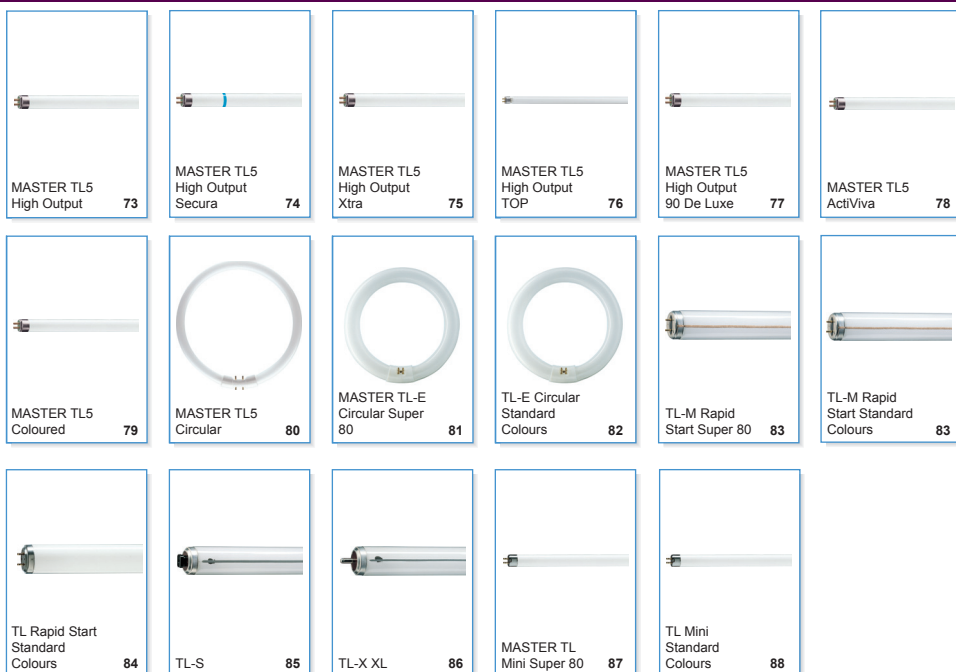 MASTER TL5
High Output 73
MASTER TL5
High Output
Secura 74
MASTER TL5
High Output
Xtra 75
MASTER TL5
High Output
TOP 76
MASTER TL5
High Output
90 De Luxe 77
MASTER TL5
ActiViva 78
MASTER TL5
Coloured 79
MASTER TL5
Circular 80
MASTER TL-E
Circular Super
80 81
TL-E Circular
Standard
Colours 82
TL-M Rapid
Start Super 80 83
TL-M Rapid
Start Standard
Colours 83
TL Rapid Start
Standard
Colours 84
TL-S 85
TL-X XL 86
MASTER TL
Mini Super 80 87
TL Mini
Standard
Colours 88